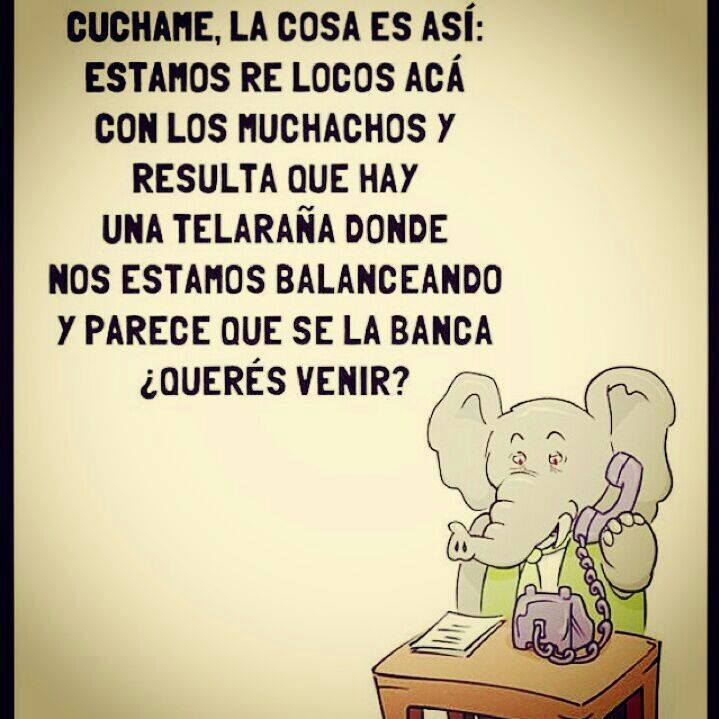 CUCHAME, LA COSA ES ASÍ:
ESTAMOS RE LOCOS ACÁ
CON LOS MUCHACHOS Y
RESULTA QUE HAY
UNA TELARAÑA DONDE
NOS ESTAMOS BALANCEANDO
Y PARECE QUE SE LA BANCA
¿QUERÉS VENIR?